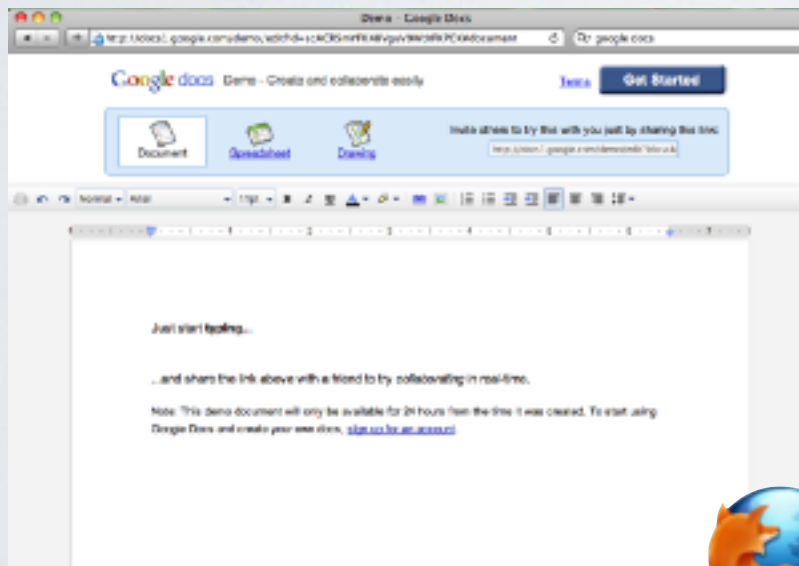 Demo - Google Docs
google docs
Google docs Demo - Create and collaborate easily
Terms
Get Started
Invite others to try this with you just by sharing this link:
Document
Spreadsheet
Drawing
Normal
Arial
11pt
Just start typing...
...and share the link above with a friend to try collaborating in real-time.
Note: This demo document will only be available for 24 hours from the time it was created. To start using
Google Docs and create your own docs, sign up for an account.